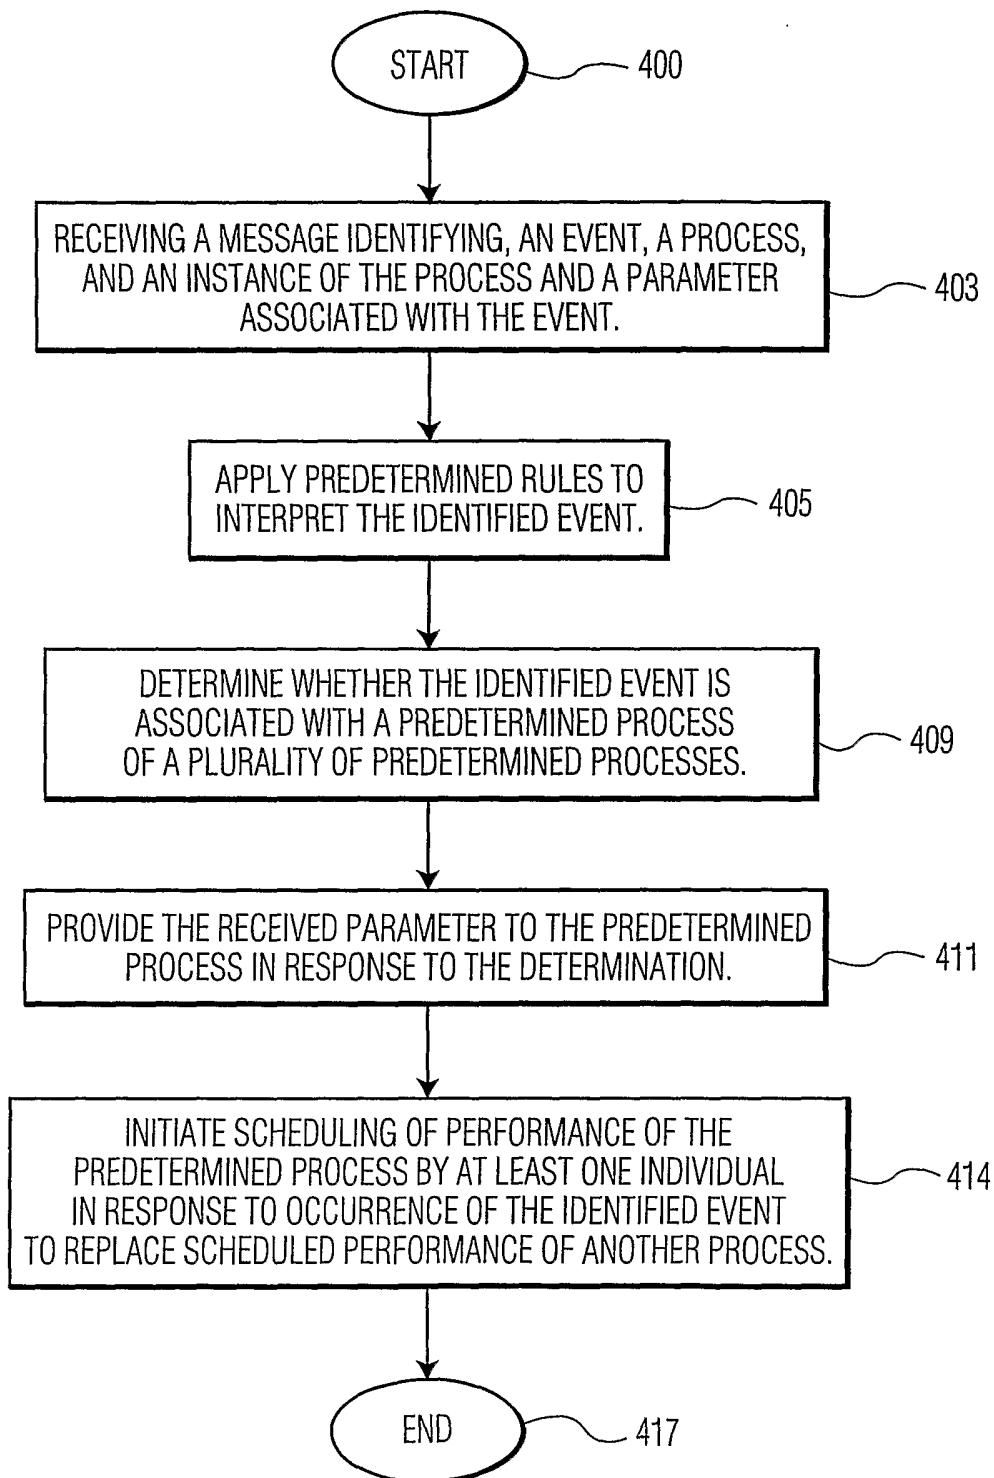 START
400
RECEIVING A MESSAGE IDENTIFYING, AN EVENT, A PROCESS,
AND AN INSTANCE OF THE PROCESS AND A PARAMETER
ASSOCIATED WITH THE EVENT.
403
APPLY PREDETERMINED RULES TO
INTERPRET THE IDENTIFIED EVENT.
405
DETERMINE WHETHER THE IDENTIFIED EVENT IS
ASSOCIATED WITH A PREDETERMINED PROCESS
OF A PLURALITY OF PREDETERMINED PROCESSES.
409
PROVIDE THE RECEIVED PARAMETER TO THE PREDETERMINED
PROCESS IN RESPONSE TO THE DETERMINATION.
411
INITIATE SCHEDULING OF PERFORMANCE OF THE
PREDETERMINED PROCESS BY AT LEAST ONE INDIVIDUAL
IN RESPONSE TO OCCURRENCE OF THE IDENTIFIED EVENT
TO REPLACE SCHEDULED PERFORMANCE OF ANOTHER PROCESS.
414
END
417